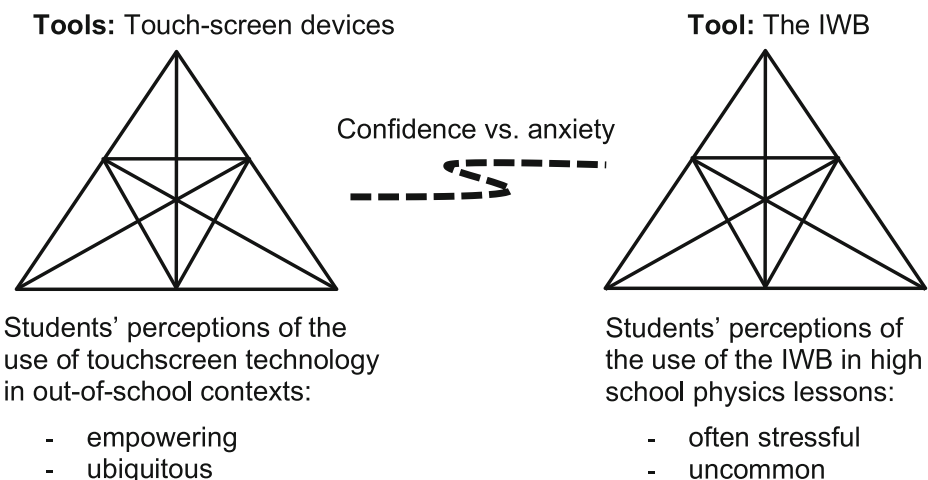 Tools: Touch-screen devices
Tool: The IWB
Confidence vs. anxiety
Students' perceptions of the
use of touchscreen technology
in out-of-school contexts:
- empowering
- ubiquitous
Students' perceptions of
the use of the IWB in high
school physics lessons:
- often stressful
- uncommon